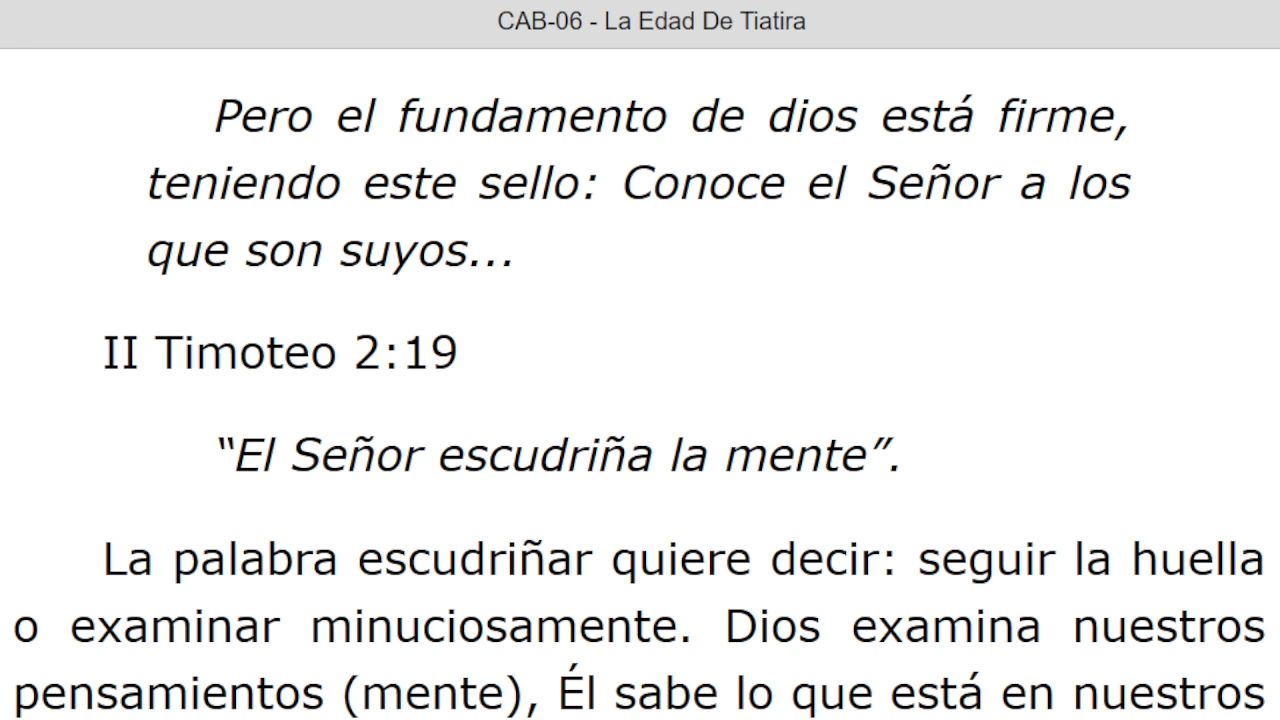 CAB-06 - La Edad De Tiatira
Pero el fundamento de dios está firme,
teniendo este sello: Conoce el Señor a los
que son suyos...
II Timoteo 2:19
“El Señor escudriña la mente”.
La palabra escudriñar quiere decir: seguir la huella
o examinar minuciosamente. Dios examina nuestros
pensamientos (mente), Él sabe lo que está en nuestros